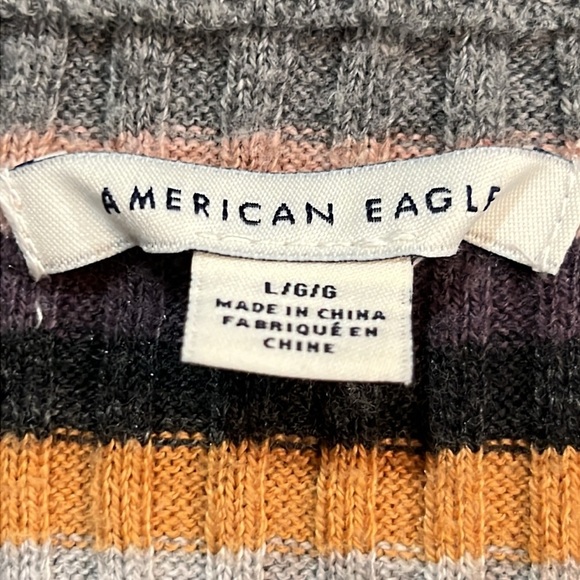 AMERICAN EAGLE
L/G/G
MADE IN CHINA
FABRIQUÉ EN
CHINE